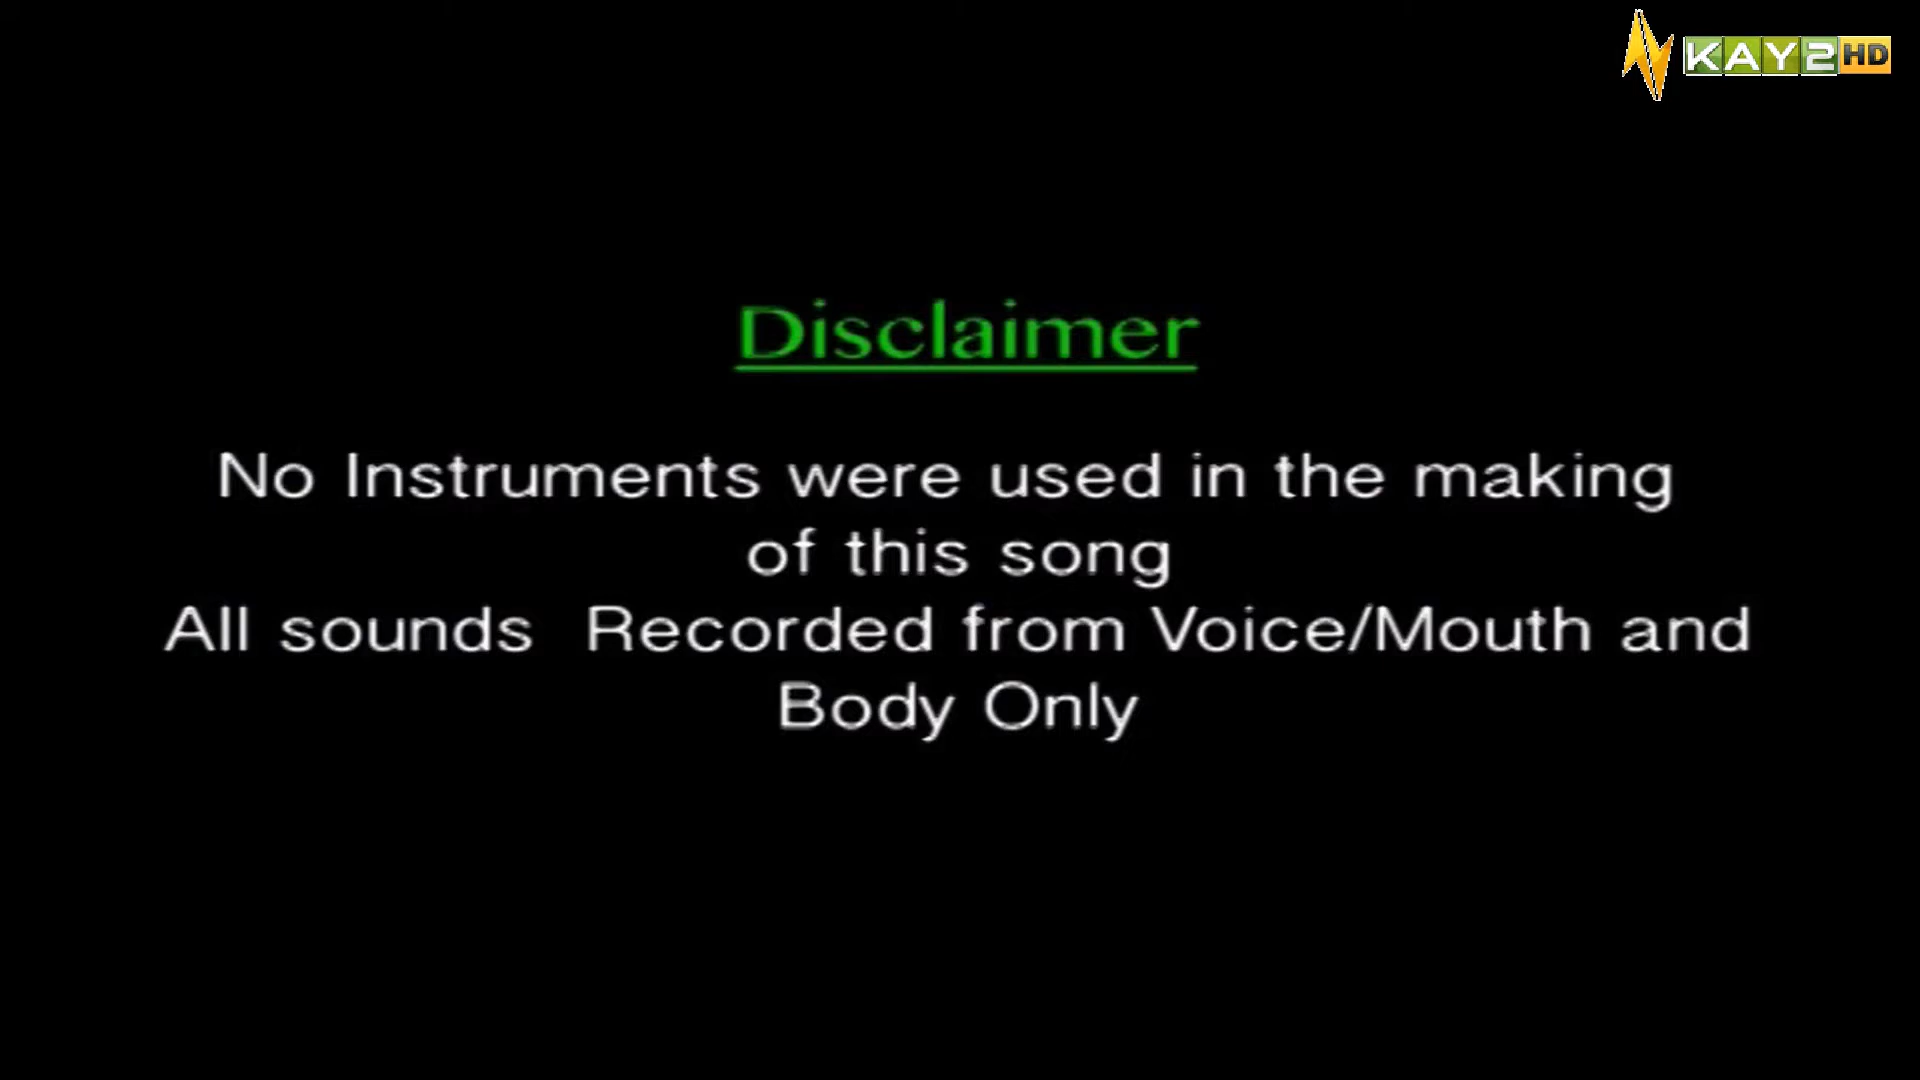 KAY2HD
Disclaimer
No Instruments were used in the making
of this song
All sounds  Recorded from Voice/Mouth and
Body Only